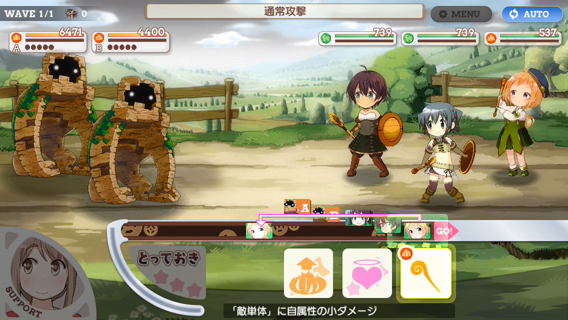 WAVE 1/1 0
通常攻撃
MENU
AUTO
6471 4400
A B
739 739 537
A
GO!
とっておき
SUPPORT
「敵単体」に自属性の小ダメージ